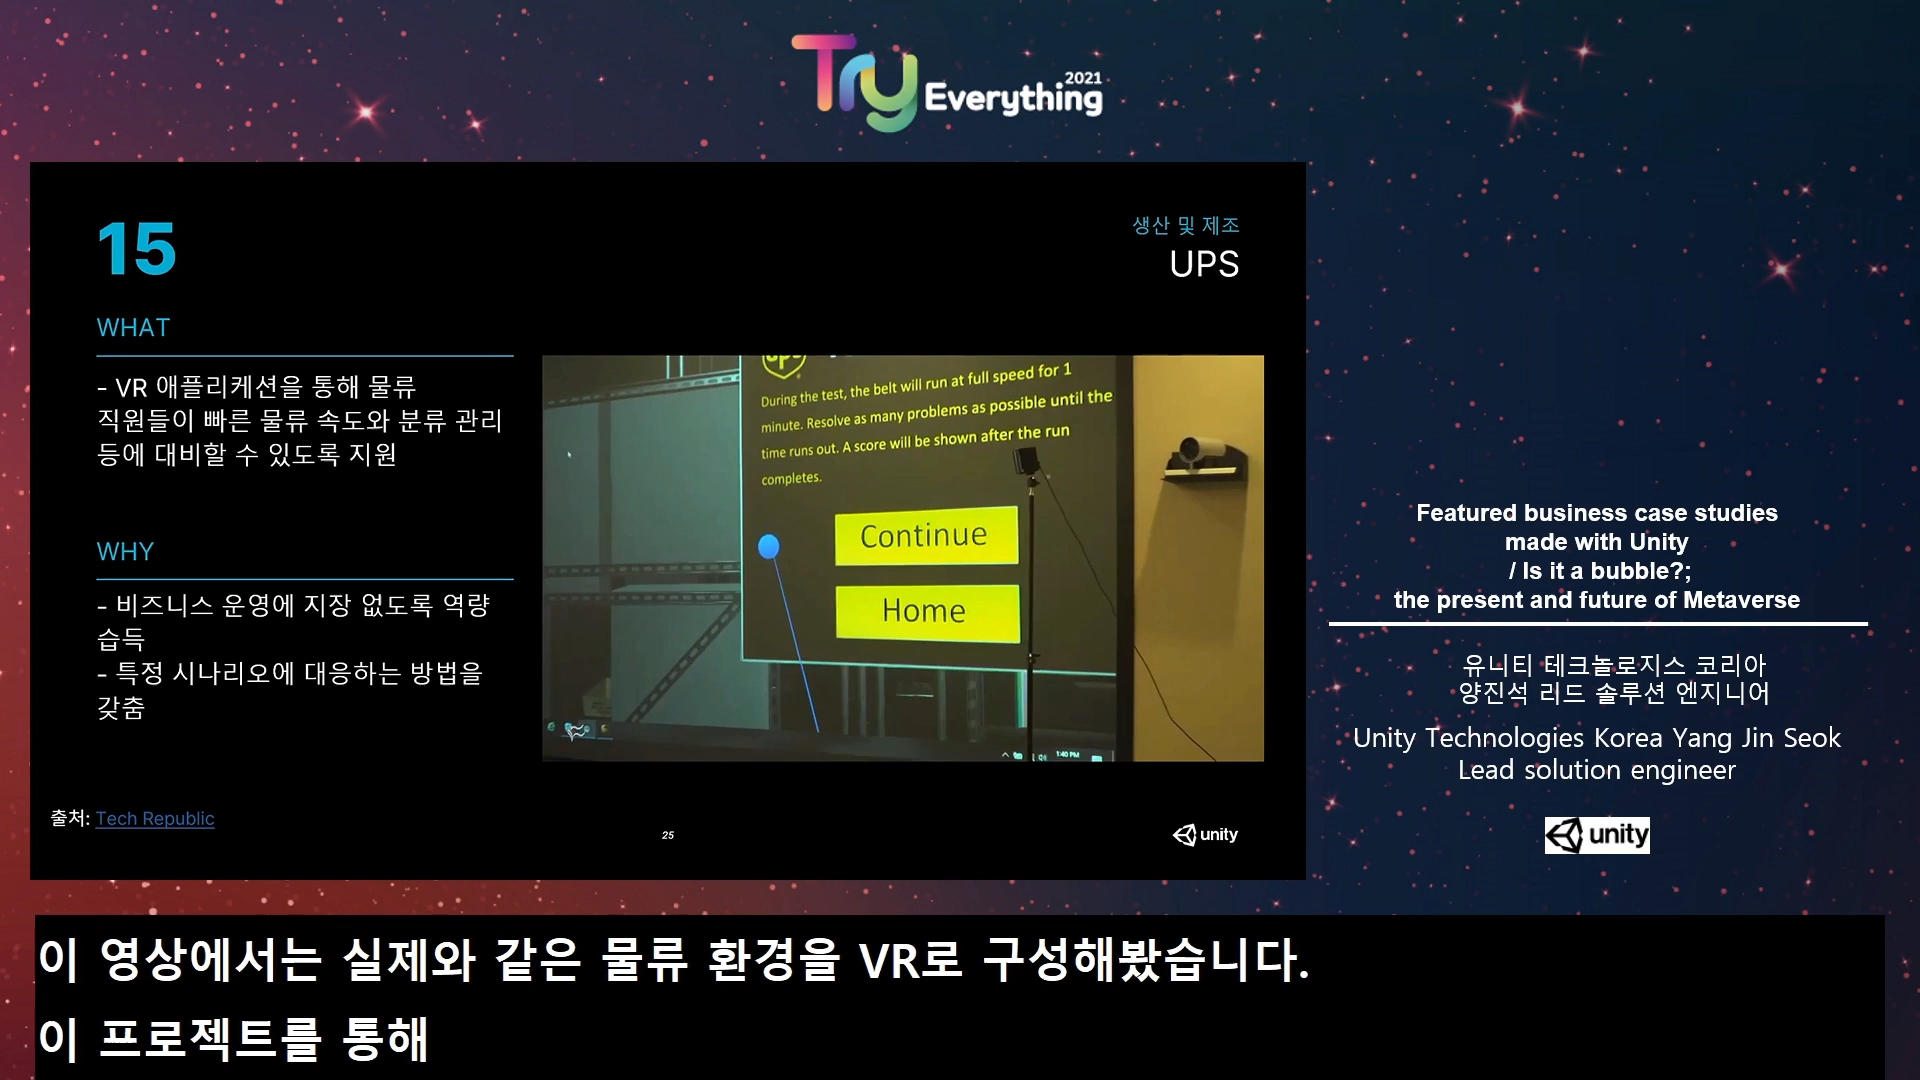 Try
2021
Everything
15
생산 및 제조
UPS
WHAT
- VR 애플리케션을 통해 물류
직원들이 빠른 물류 속도와 분류 관리
등에 대비할 수 있도록 지원
WHY
- 비즈니스 운영에 지장 없도록 역량
습득
- 특정 시나리오에 대응하는 방법을
갖춤
ups
During the test, the belt will run at full speed for 1
minute. Resolve as many problems as possible until the
time runs out. A score will be shown after the run
completes.
Continue
Home
1:40 PM
출처: Tech Republic
25
unity
Featured business case studies
made with Unity
/ Is it a bubble?;
the present and future of Metaverse
유니티 테크놀로지스 코리아
양진석 리드 솔루션 엔지니어
Unity Technologies Korea Yang Jin Seok
Lead solution engineer
unity
이 영상에서는 실제와 같은 물류 환경을 VR로 구성해봤습니다.
이 프로젝트를 통해